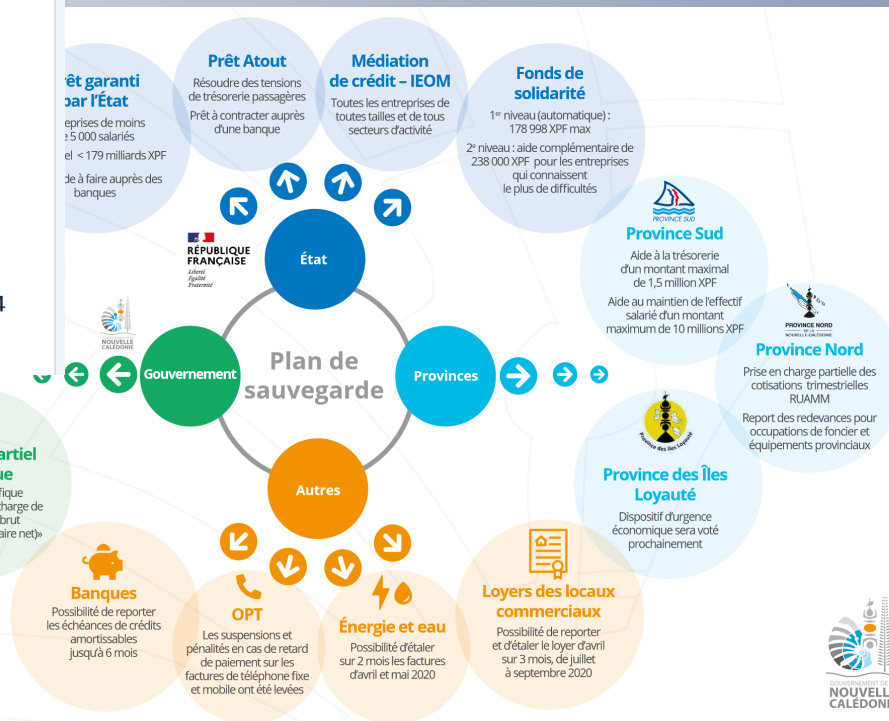 Prêt Atout
Résoudre des tensions
de trésorerie passagères
Prêt à contracter auprès
d'une banque
Médiation
de crédit – IEOM
Toutes les entreprises de
toutes tailles et de tous
secteurs d'activité
Fonds de
solidarité
1er niveau (automatique) :
178 998 XPF max
2e niveau : aide complémentaire de
238 000 XPF pour les entreprises
qui connaissent
le plus de difficultés
garanti
par l'État
de moins
5 000 salariés
< 179 milliards XPF
à faire auprès des
banques
RÉPUBLIQUE
FRANÇAISE
Liberté
Égalité
Fraternité
État
PROVINCE SUD
Province Sud
Aide à la trésorerie
d'un montant maximal
de 1,5 million XPF
Aide au maintien de l'effectif
salarié d'un montant
maximum de 10 millions XPF
4
NOUVELLE
CALÉDONIE
PROVINCE NORD
DE LA
NOUVELLE-CALÉDONIE
Province Nord
Prise en charge partielle des
cotisations trimestrielles
RUAMM
Report des redevances pour
occupations de foncier et
équipements provinciaux
Gouvernement
Plan de
sauvegarde
Provinces
Province des îles Loyauté
Province des Îles
Loyauté
Dispositif d'urgence
économique sera voté
prochainement
charge de
brut
net)»
Autres
Banques
Possibilité de reporter
les échéances de crédits
amortissables
jusqu'à 6 mois
OPT
Les suspensions et
pénalités en cas de retard
de paiement sur les
factures de téléphone fixe
et mobile ont été levées
Énergie et eau
Possibilité d'étaler
sur 2 mois les factures
d'avril et mai 2020
Loyers des locaux
commerciaux
Possibilité de reporter
et d'étaler le loyer d'avril
sur 3 mois, de juillet
à septembre 2020
GOUVERNEMENT DE
NOUVELLE
CALÉDONIE